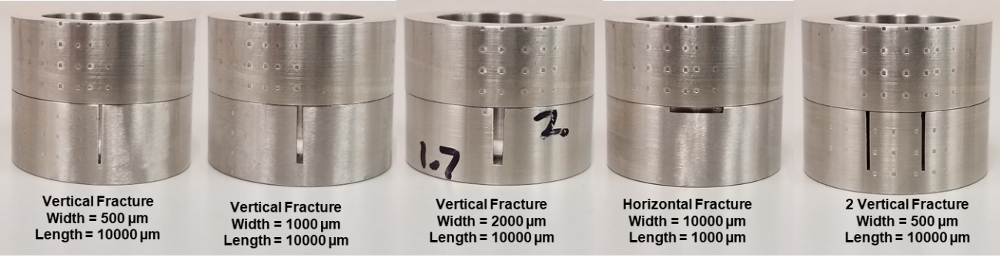 2.
1.7
Vertical Fracture
Width = 500 µm
Length = 10000 µm
Vertical Fracture
Width = 1000 µm
Length = 10000 µm
Vertical Fracture
Width = 2000 µm
Length = 10000 µm
Horizontal Fracture
Width = 10000 µm
Length = 1000 µm
2 Vertical Fracture
Width = 500 µm
Length = 10000 µm